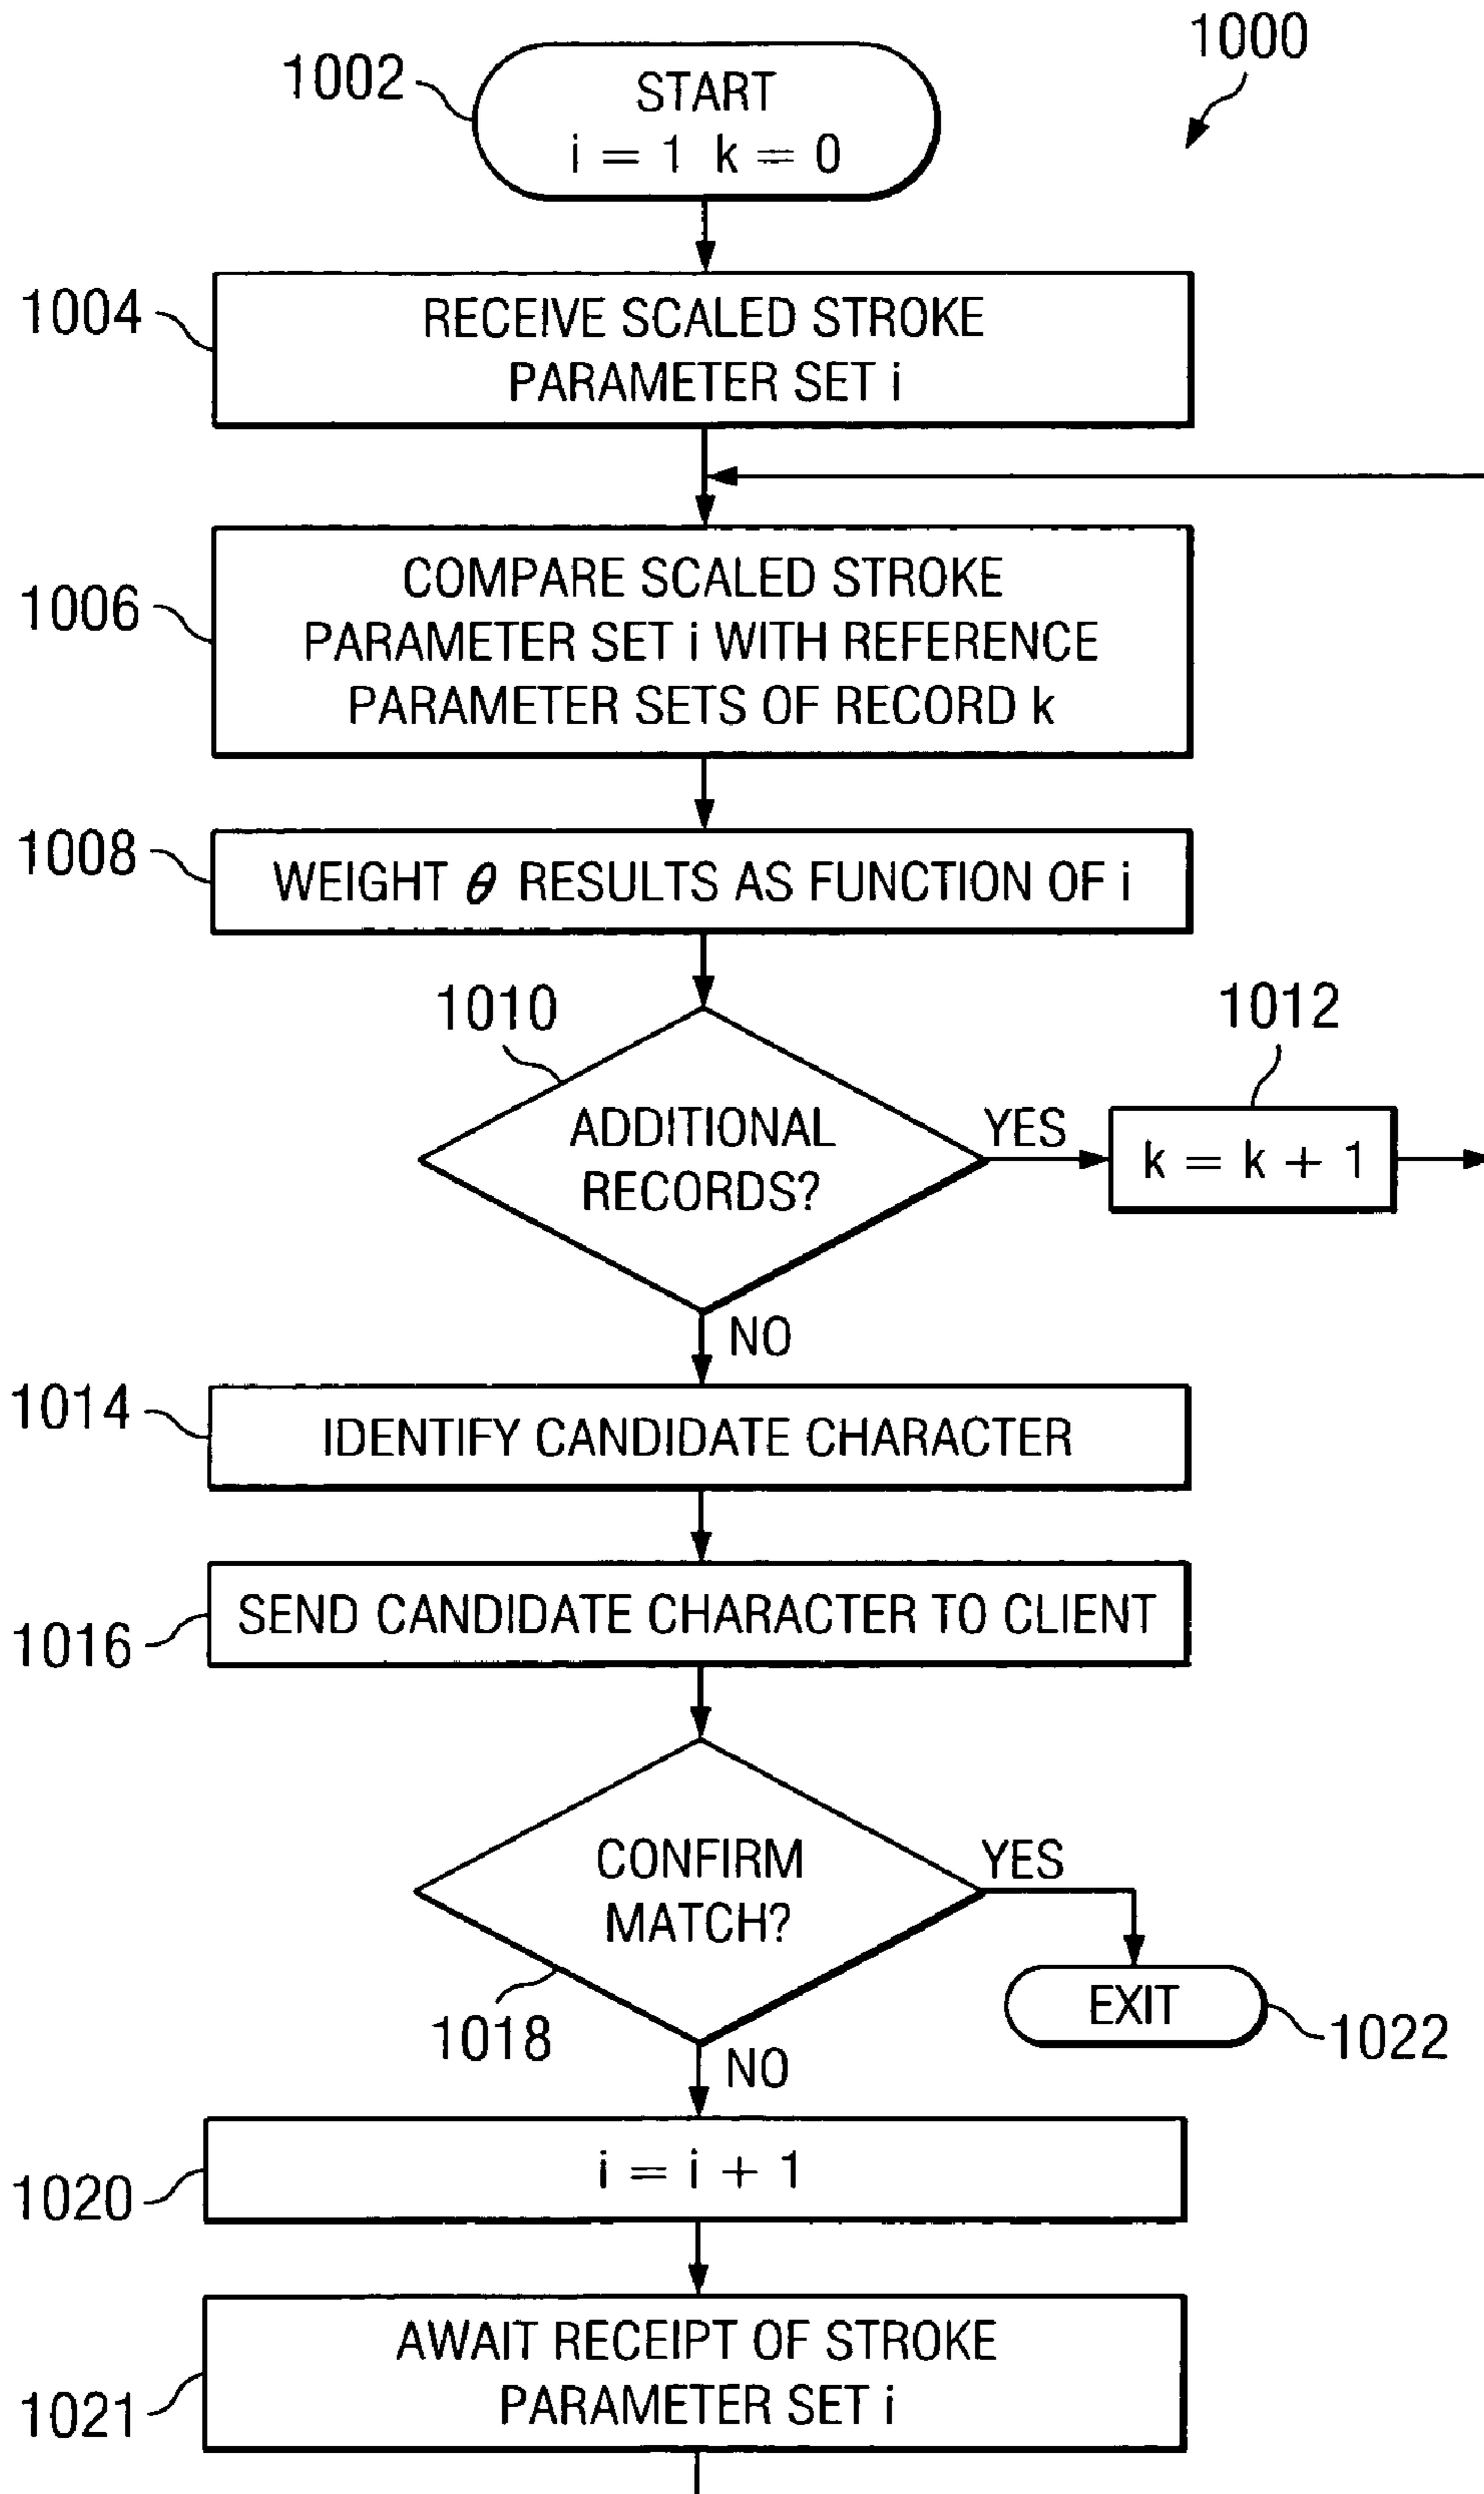 1000
1002
START
i = 1 k = 0
1004
RECEIVE SCALED STROKE
PARAMETER SET i
1006
COMPARE SCALED STROKE
PARAMETER SET i WITH REFERENCE
PARAMETER SETS OF RECORD k
1008
WEIGHT θ RESULTS AS FUNCTION OF i
1010
ADDITIONAL
RECORDS?
YES
1012
k = k + 1
NO
1014
IDENTIFY CANDIDATE CHARACTER
1016
SEND CANDIDATE CHARACTER TO CLIENT
CONFIRM
MATCH?
YES
1018
EXIT
1022
NO
1020
i = i + 1
1021
AWAIT RECEIPT OF STROKE
PARAMETER SET i